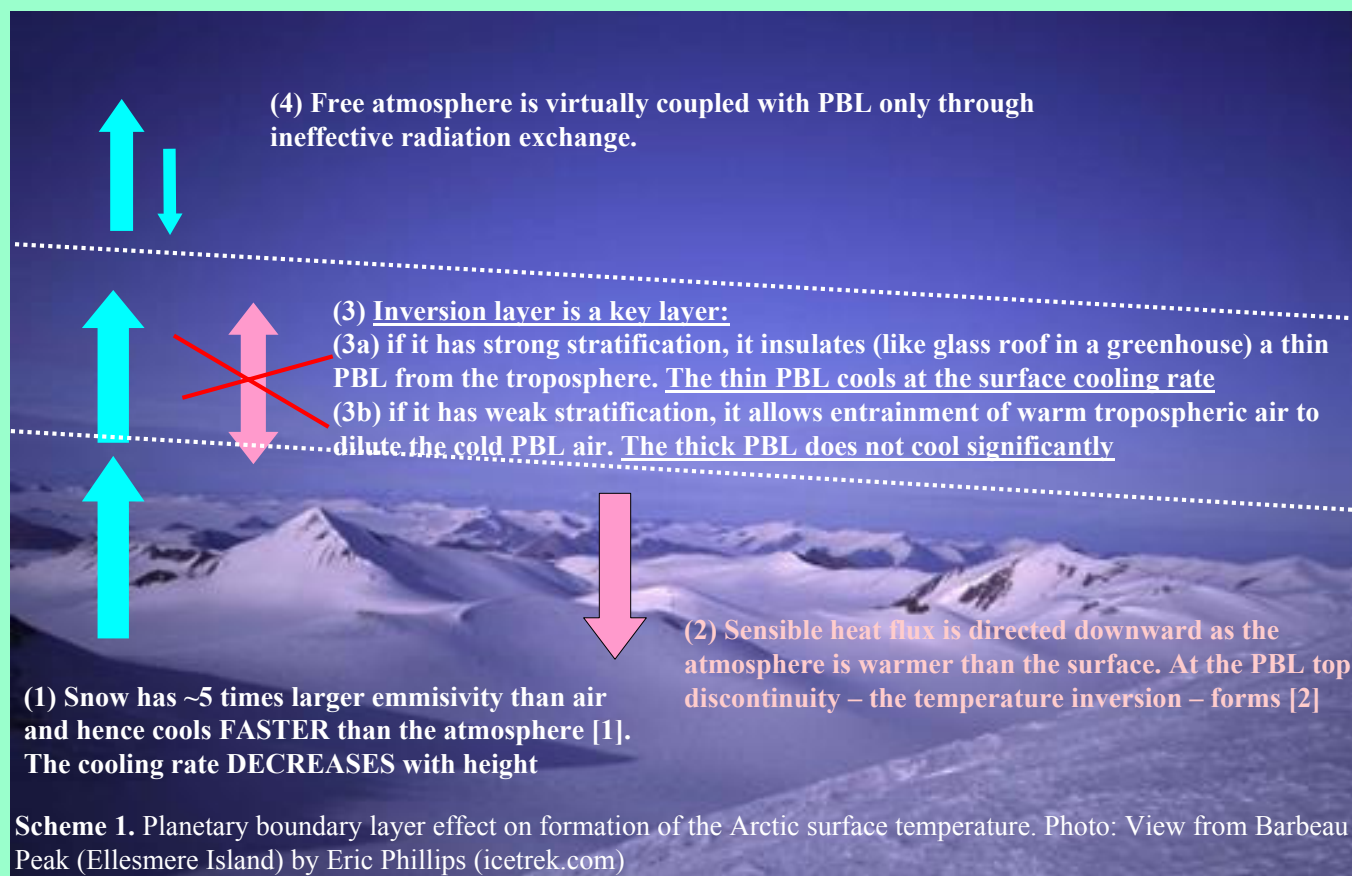 (4) Free atmosphere is virtually coupled with PBL only through
ineffective radiation exchange.
(3) Inversion layer is a key layer:
(3a) if it has strong stratification, it insulates (like glass roof in a greenhouse) a thin
PBL from the troposphere. The thin PBL cools at the surface cooling rate
(3b) if it has weak stratification, it allows entrainment of warm tropospheric air to
dilute the cold PBL air. The thick PBL does not cool significantly
(2) Sensible heat flux is directed downward as the
atmosphere is warmer than the surface. At the PBL top
discontinuity – the temperature inversion – forms [2]
(1) Snow has ~5 times larger emmisivity than air
and hence cools FASTER than the atmosphere [1].
The cooling rate DECREASES with height
Scheme 1. Planetary boundary layer effect on formation of the Arctic surface temperature. Photo: View from Barbeau
Peak (Ellesmere Island) by Eric Phillips (icetrek.com)